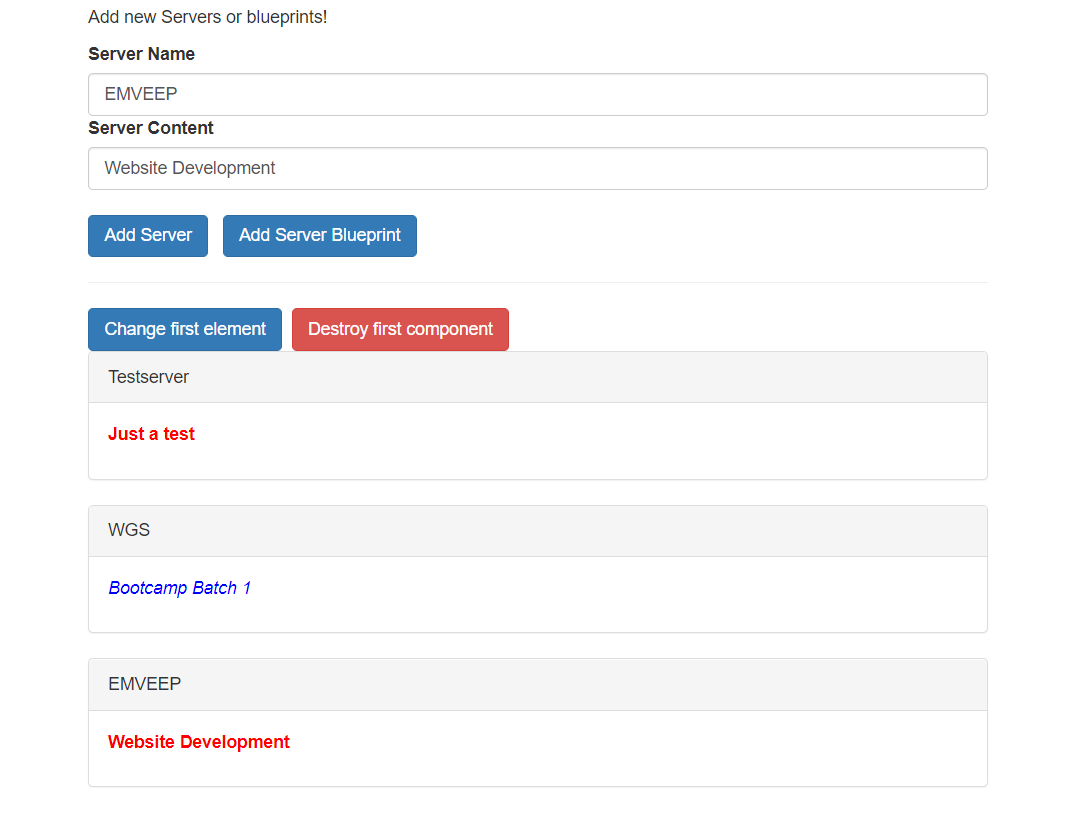 Add new Servers or blueprints!
Server Name
EMVEEP
Server Content
Website Development
Add Server Add Server Blueprint
Change first element Destroy first component
Testserver
Just a test
WGS
Bootcamp Batch 1
EMVEEP
Website Development